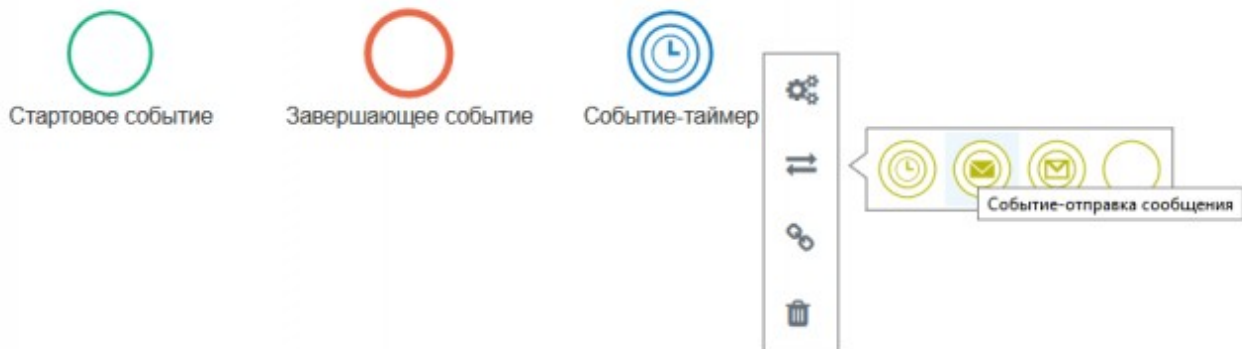 Стартовое событие
Завершающее событие
Событие-таймер
Событие-отправка сообщения